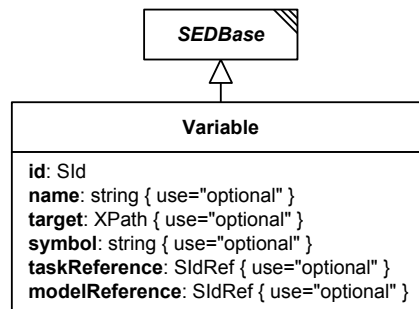 SEDBase
Variable
id: SId
name: string { use="optional" }
target: XPath { use="optional" }
symbol: string { use="optional" }
taskReference: SIdRef { use="optional" }
modelReference: SIdRef { use="optional" }